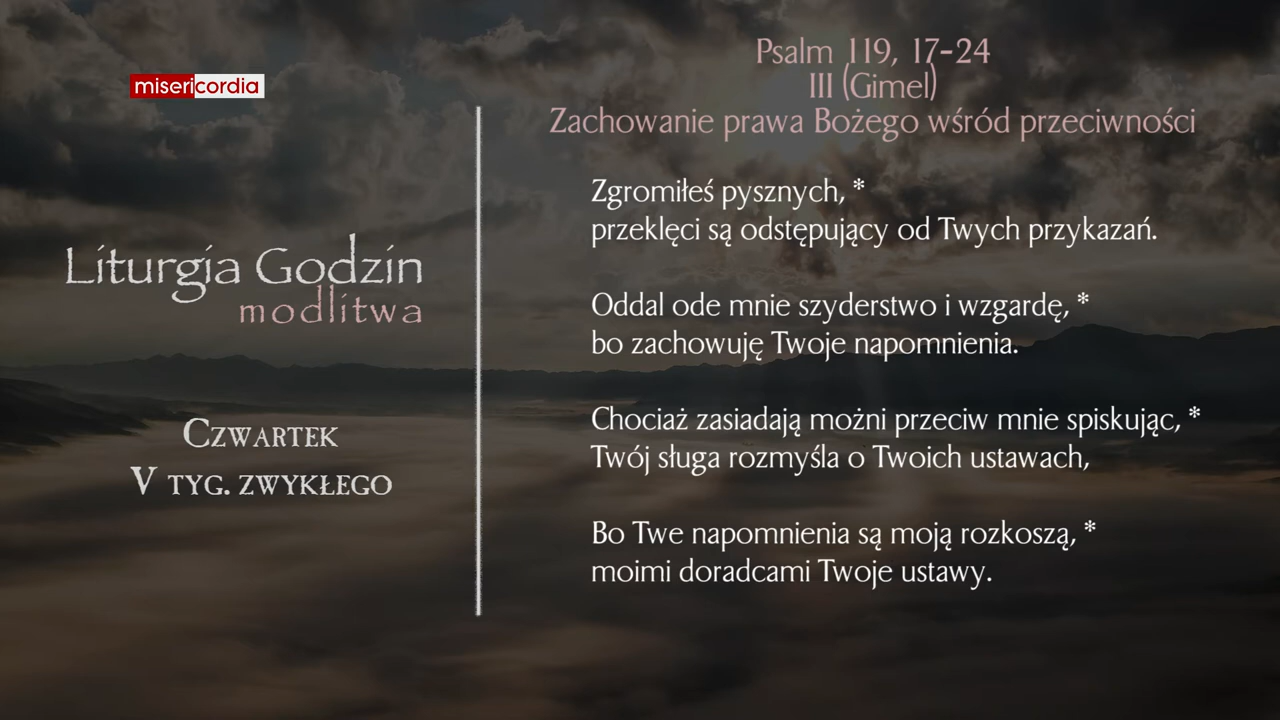 misericordia
Liturgia Godzin
modlitwa
Czwartek
V tyg. zwykłego
Psalm 119, 17-24
III (Gimel)
Zachowanie prawa Bożego wśród przeciwności
Zgromiłeś pysznych, *
przeklęci są odstępujący od Twych przykazań.
Oddal ode mnie szyderstwo i wzgardę, *
bo zachowuję Twoje napomnienia.
Chociaż zasiadają możni przeciw mnie spiskując, *
Twój sługa rozmyśla o Twoich ustawach,
Bo Twe napomnienia są moją rozkoszą, *
moimi doradcami Twoje ustawy.